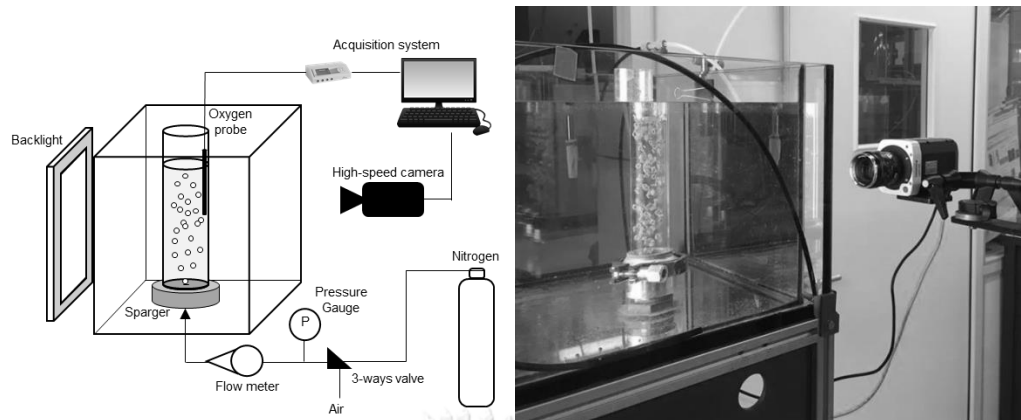 Acquisition system
Oxygen
probe
Backlight
High-speed camera
Nitrogen
Pressure
Gauge
Sparger
P
3-ways valve
Flow meter
Air